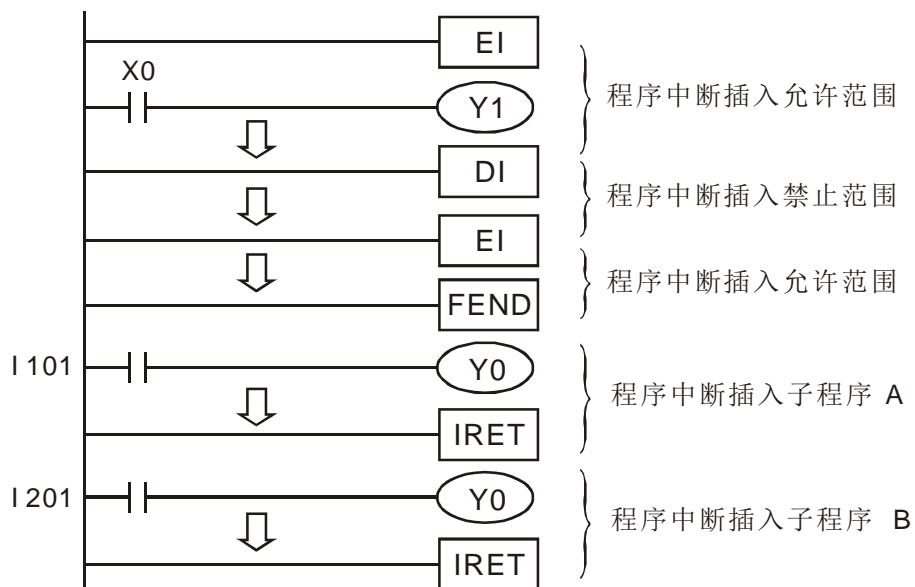 EI
X0
Y1
程序中断插入允许范围
DI
程序中断插入禁止范围
EI
程序中断插入允许范围
FEND
I101
Y0
程序中断插入子程序 A
IRET
I201
Y0
程序中断插入子程序 B
IRET